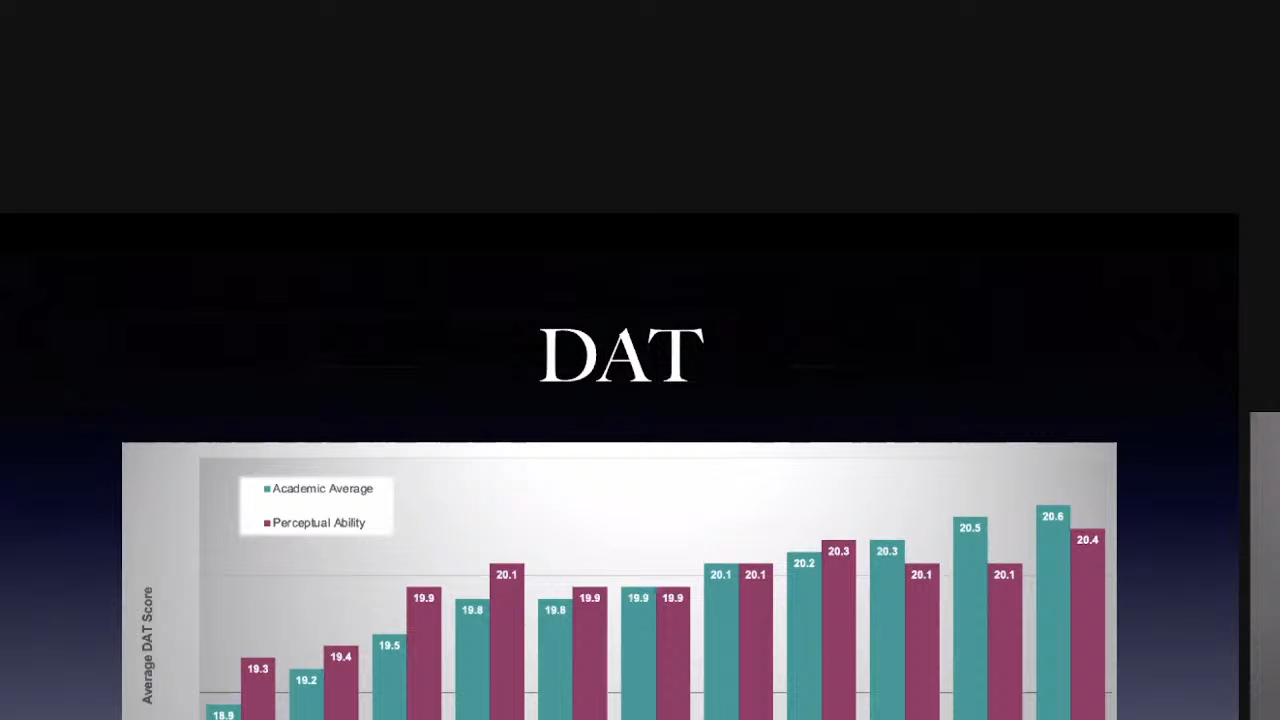 DAT
Academic Average
Perceptual Ability
Average DAT Score
18.9 19.3 19.2 19.4 19.5 19.9 19.8 20.1 19.8 19.9 19.9 19.9 20.1 20.1 20.2 20.3 20.3 20.1 20.5 20.1 20.6 20.4